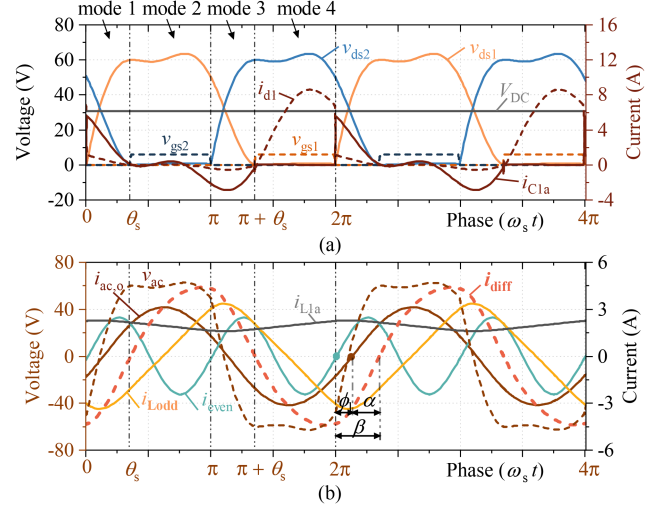 mode 1 mode 2 mode 3 mode 4
80 16
60 12
40 8
20 4
0 0
-20 -4
Voltage (V)
Current (A)
v_ds2
v_ds1
i_d1
V_DC
v_gs2
v_gs1
i_C1a
0 θ_s π π + θ_s 2π Phase (ω_s t) 4π
(a)
80 6
40 3
0 0
-40 -3
-80 -6
Voltage (V)
Current (A)
i_ac,o
v_ac
i_diff
i_L1a
i_Lodd
i_even
ϕ α
β
0 θ_s π π + θ_s 2π Phase (ω_s t) 4π
(b)